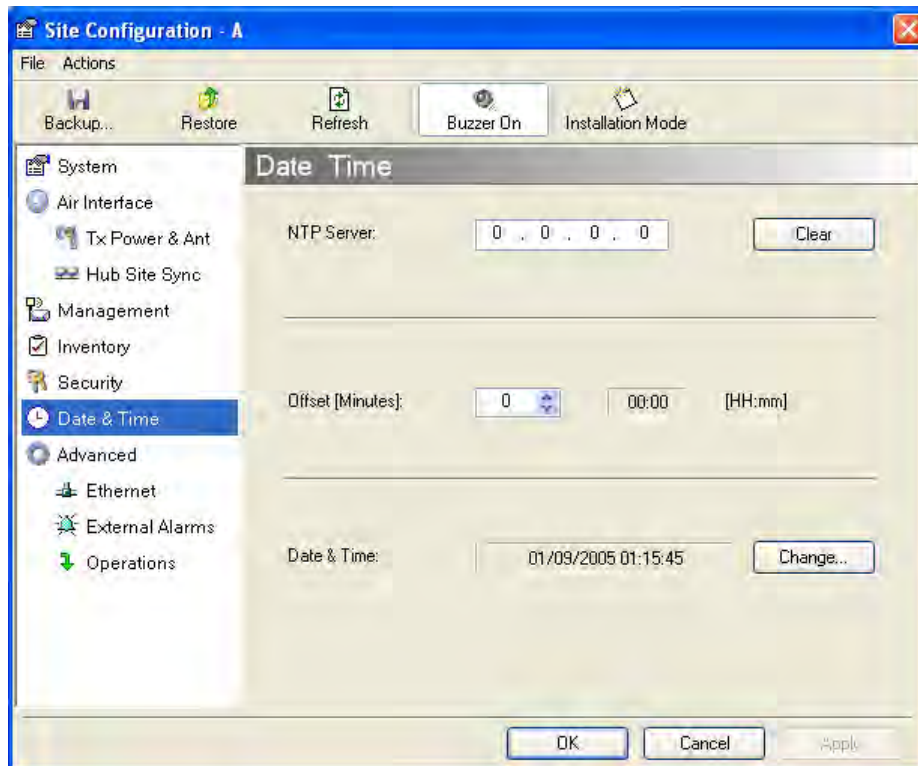 Site Configuration - A
File Actions
Backup... Restore Refresh Buzzer On Installation Mode
System
Air Interface
Tx Power & Ant
Hub Site Sync
Management
Inventory
Security
Date & Time
Advanced
Ethernet
External Alarms
Operations
Date Time
NTP Server: 0 . 0 . 0 . 0 Clear
Offset [Minutes]: 0 00:00 [HH:mm]
Date & Time: 01/09/2005 01:15:45 Change...
OK Cancel Apply